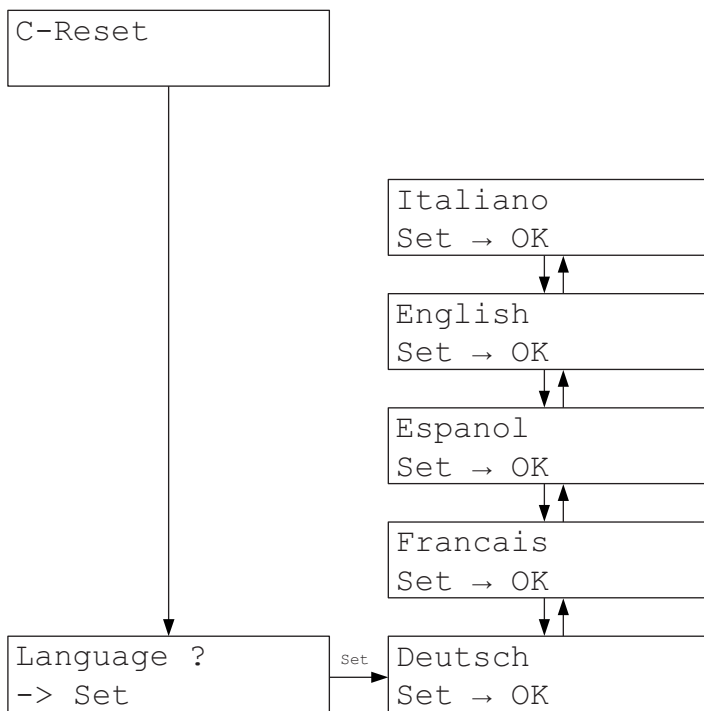 C-Reset
Italiano
Set → OK
English
Set → OK
Espanol
Set → OK
Francais
Set → OK
Language ?
-> Set
Set
Deutsch
Set → OK